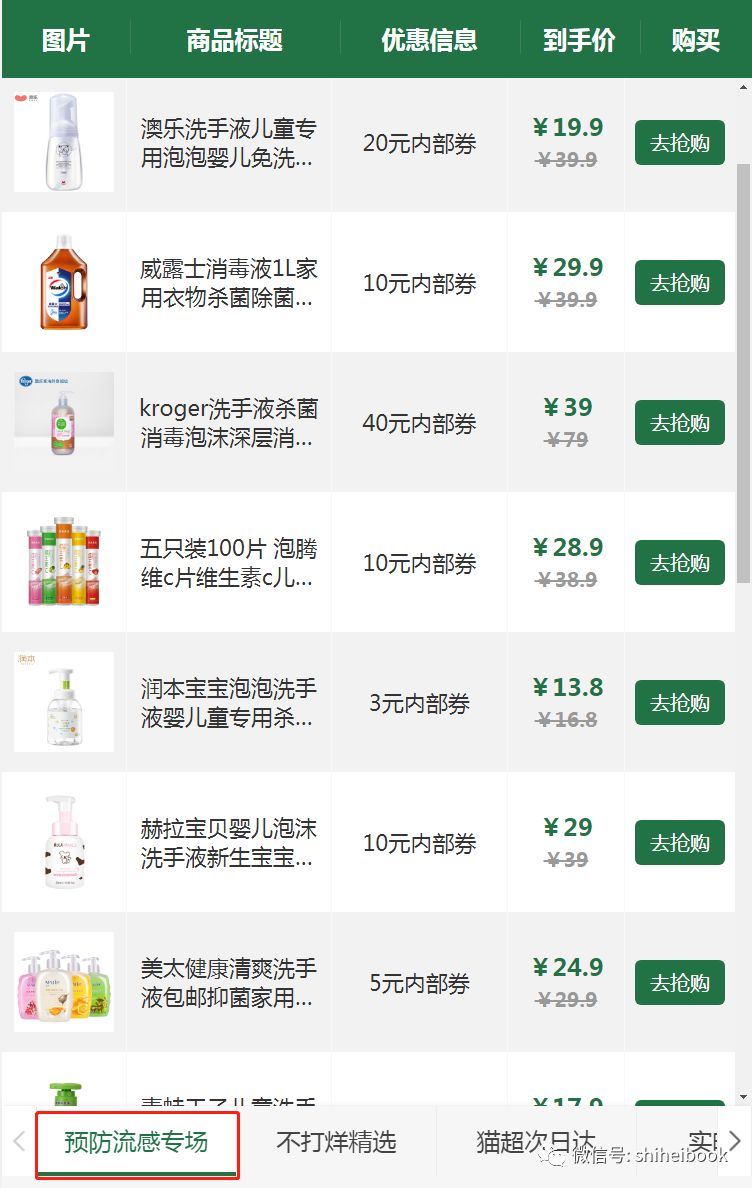 图片 商品标题 优惠信息 到手价 购买
澳乐洗手液儿童专
用泡泡婴儿免洗...
20元内部券
¥19.9
¥39.9
去抢购
威露士消毒液1L家
用衣物杀菌除菌...
10元内部券
¥29.9
¥39.9
去抢购
kroger洗手液杀菌
消毒泡沫深层消...
40元内部券
¥39
¥79
去抢购
五只装100片 泡腾
维c片维生素c儿...
10元内部券
¥28.9
¥38.9
去抢购
润本
润本宝宝泡泡洗手
液婴儿童专用杀...
3元内部券
¥13.8
¥16.8
去抢购
赫拉宝贝婴儿泡沫
洗手液新生宝宝...
10元内部券
¥29
¥39
去抢购
美太健康清爽洗手
液包邮抑菌家用...
5元内部券
¥24.9
¥29.9
去抢购
青蛙王子儿童洗手
¥17.9
预防流感专场 不打烊精选 猫超次日达 实
微信号: shiheibook